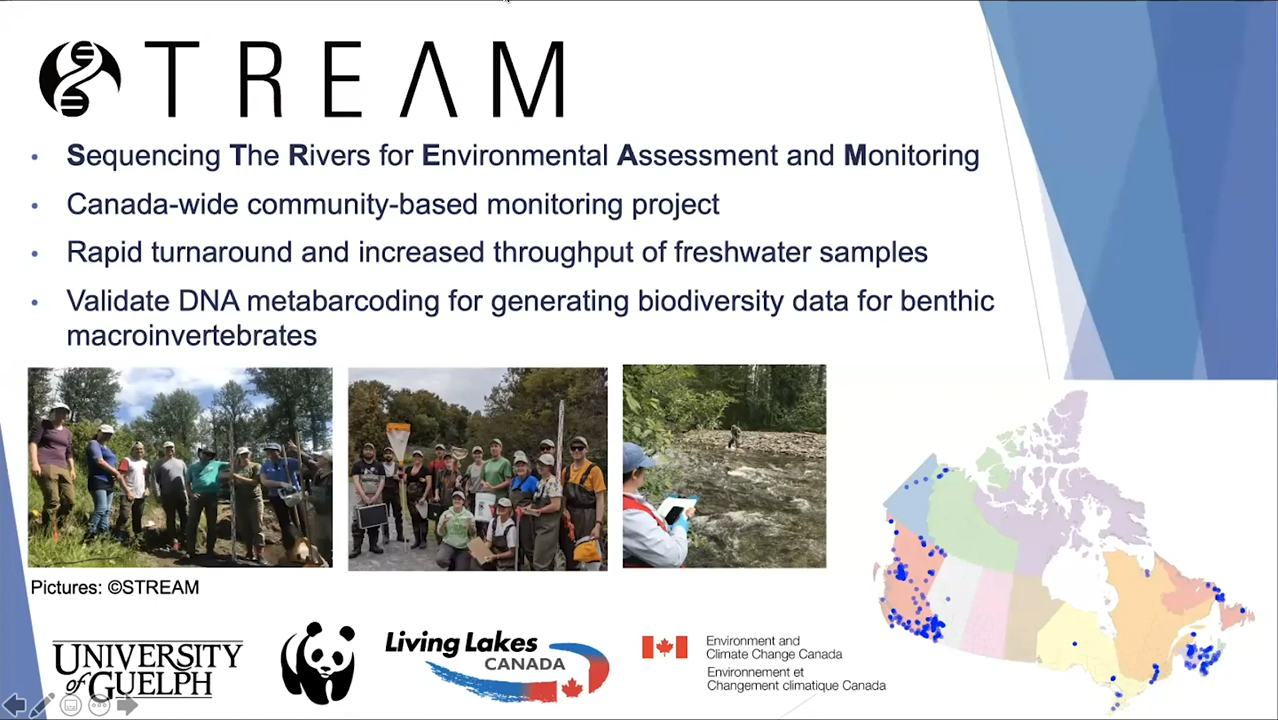 STREAM
Sequencing The Rivers for Environmental Assessment and Monitoring
Canada-wide community-based monitoring project
Rapid turnaround and increased throughput of freshwater samples
Validate DNA metabarcoding for generating biodiversity data for benthic
macroinvertebrates
Pictures: ©STREAM
UNIVERSITY
of GUELPH
Living Lakes
CANADA
Environment and
Climate Change Canada
Environnement et
Changement climatique Canada